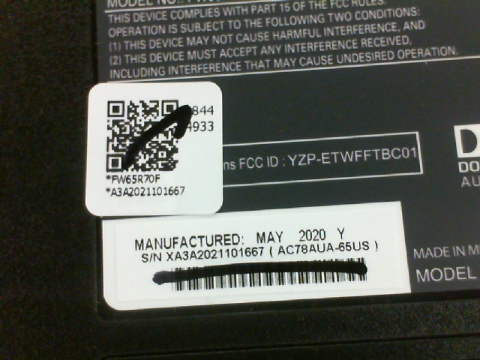 THIS DEVICE COMPLIES WITH PART 15 OF THE FCC RULES.
OPERATION IS SUBJECT TO THE FOLLOWING TWO CONDITIONS:
(1) THIS DEVICE MAY NOT CAUSE HARMFUL INTERFERENCE, AND
(2) THIS DEVICE MUST ACCEPT ANY INTERFERENCE RECEIVED,
INCLUDING INTERFERENCE THAT MAY CAUSE UNDESIRED OPERATION.
844
4933
*FW65R70F
*A3A2021101667
ns FCC ID : YZP-ETWFFTBC01
MANUFACTURED: MAY 2020 Y
S/N XA3A2021101667 ( AC78AUA-65US )
MADE IN
MODEL